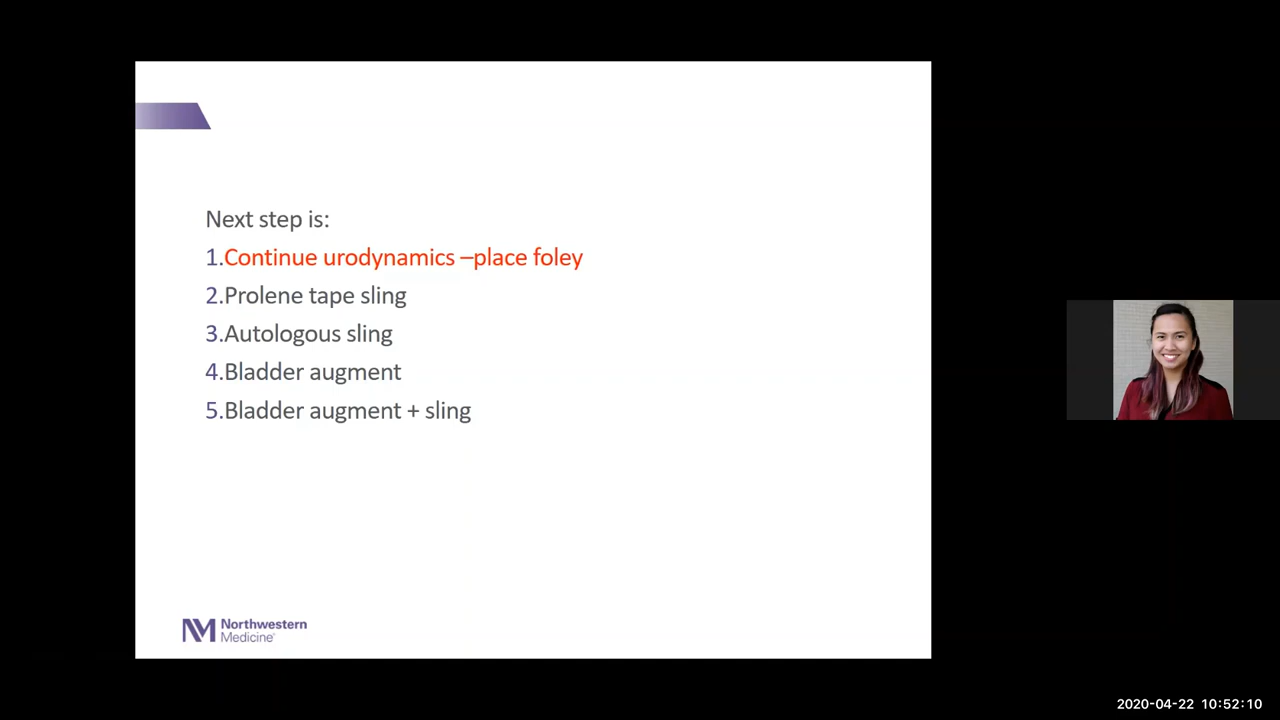 Next step is:
1.Continue urodynamics –place foley
2.Prolene tape sling
3.Autologous sling
4.Bladder augment
5.Bladder augment + sling
Northwestern
Medicine®
2020-04-22 10:52:10